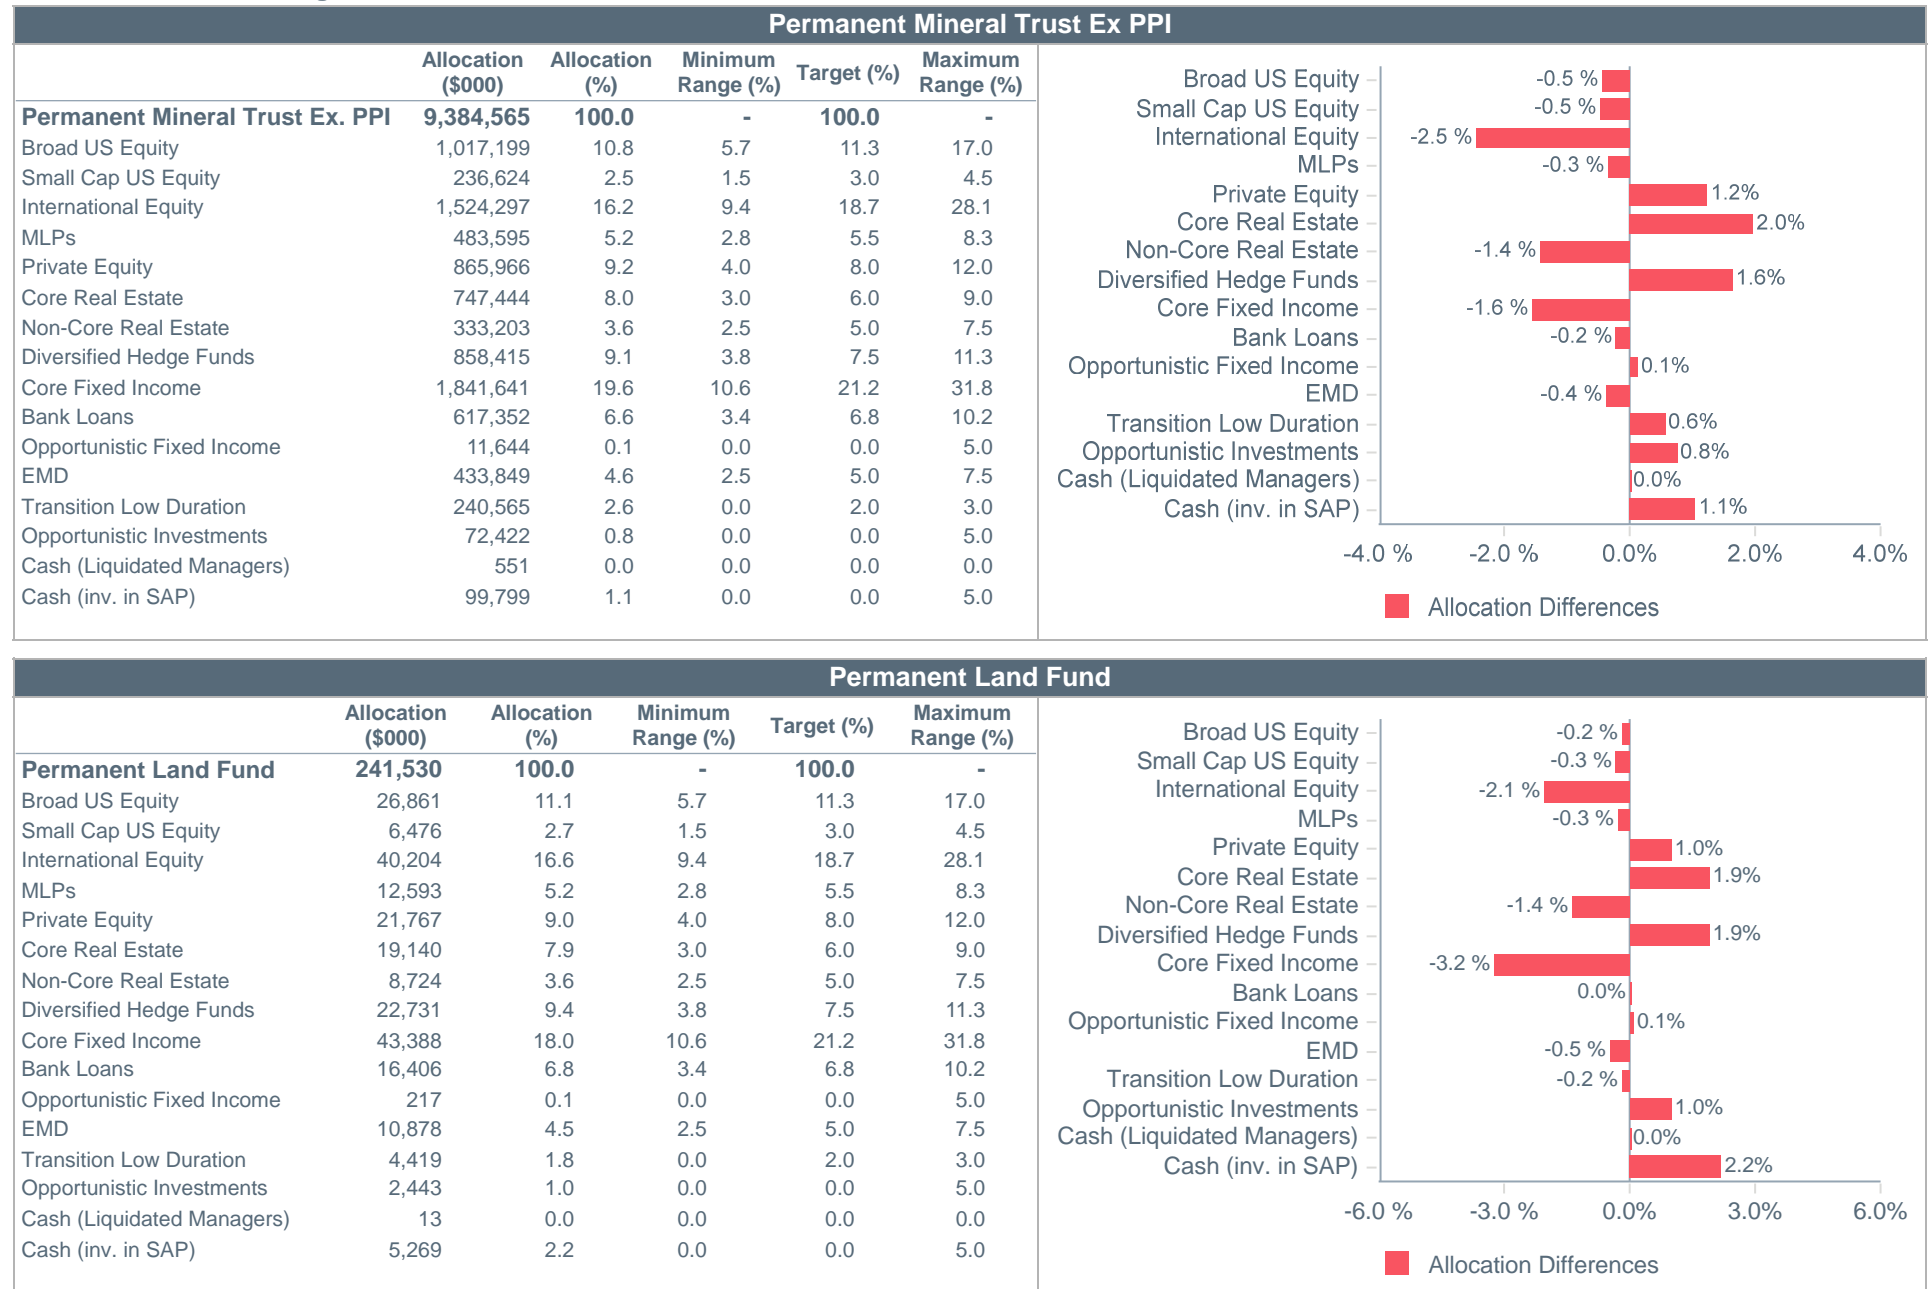 Permanent Mineral Trust Ex PPI
Allocation ($000) Allocation (%) Minimum Range (%) Target (%) Maximum Range (%)
Permanent Mineral Trust Ex. PPI 9,384,565 100.0 - 100.0 -
Broad US Equity 1,017,199 10.8 5.7 11.3 17.0
Small Cap US Equity 236,624 2.5 1.5 3.0 4.5
International Equity 1,524,297 16.2 9.4 18.7 28.1
MLPs 483,595 5.2 2.8 5.5 8.3
Private Equity 865,966 9.2 4.0 8.0 12.0
Core Real Estate 747,444 8.0 3.0 6.0 9.0
Non-Core Real Estate 333,203 3.6 2.5 5.0 7.5
Diversified Hedge Funds 858,415 9.1 3.8 7.5 11.3
Core Fixed Income 1,841,641 19.6 10.6 21.2 31.8
Bank Loans 617,352 6.6 3.4 6.8 10.2
Opportunistic Fixed Income 11,644 0.1 0.0 0.0 5.0
EMD 433,849 4.6 2.5 5.0 7.5
Transition Low Duration 240,565 2.6 0.0 2.0 3.0
Opportunistic Investments 72,422 0.8 0.0 0.0 5.0
Cash (Liquidated Managers) 551 0.0 0.0 0.0 0.0
Cash (inv. in SAP) 99,799 1.1 0.0 0.0 5.0
Broad US Equity -0.5 %
Small Cap US Equity -0.5 %
International Equity -2.5 %
MLPs -0.3 %
Private Equity 1.2%
Core Real Estate 2.0%
Non-Core Real Estate -1.4 %
Diversified Hedge Funds 1.6%
Core Fixed Income -1.6 %
Bank Loans -0.2 %
Opportunistic Fixed Income 0.1%
EMD -0.4 %
Transition Low Duration 0.6%
Opportunistic Investments 0.8%
Cash (Liquidated Managers) 0.0%
Cash (inv. in SAP) 1.1%
-4.0 % -2.0 % 0.0% 2.0% 4.0%
Allocation Differences
Permanent Land Fund
Allocation ($000) Allocation (%) Minimum Range (%) Target (%) Maximum Range (%)
Permanent Land Fund 241,530 100.0 - 100.0 -
Broad US Equity 26,861 11.1 5.7 11.3 17.0
Small Cap US Equity 6,476 2.7 1.5 3.0 4.5
International Equity 40,204 16.6 9.4 18.7 28.1
MLPs 12,593 5.2 2.8 5.5 8.3
Private Equity 21,767 9.0 4.0 8.0 12.0
Core Real Estate 19,140 7.9 3.0 6.0 9.0
Non-Core Real Estate 8,724 3.6 2.5 5.0 7.5
Diversified Hedge Funds 22,731 9.4 3.8 7.5 11.3
Core Fixed Income 43,388 18.0 10.6 21.2 31.8
Bank Loans 16,406 6.8 3.4 6.8 10.2
Opportunistic Fixed Income 217 0.1 0.0 0.0 5.0
EMD 10,878 4.5 2.5 5.0 7.5
Transition Low Duration 4,419 1.8 0.0 2.0 3.0
Opportunistic Investments 2,443 1.0 0.0 0.0 5.0
Cash (Liquidated Managers) 13 0.0 0.0 0.0 0.0
Cash (inv. in SAP) 5,269 2.2 0.0 0.0 5.0
Broad US Equity -0.2 %
Small Cap US Equity -0.3 %
International Equity -2.1 %
MLPs -0.3 %
Private Equity 1.0%
Core Real Estate 1.9%
Non-Core Real Estate -1.4 %
Diversified Hedge Funds 1.9%
Core Fixed Income -3.2 %
Bank Loans 0.0%
Opportunistic Fixed Income 0.1%
EMD -0.5 %
Transition Low Duration -0.2 %
Opportunistic Investments 1.0%
Cash (Liquidated Managers) 0.0%
Cash (inv. in SAP) 2.2%
-6.0 % -3.0 % 0.0% 3.0% 6.0%
Allocation Differences